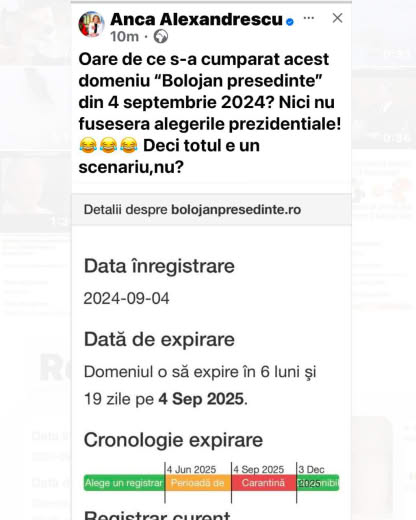 Anca Alexandrescu
10m
Oare de ce s-a cumparat acest
domeniu “Bolojan presedinte”
din 4 septembrie 2024? Nici nu
fusesera alegerile prezidentiale!
😂😂😂 Deci totul e un
scenariu,nu?
Detalii despre bolojanpresedinte.ro
Data înregistrare
2024-09-04
Dată de expirare
Domeniul o să expire în 6 luni și
19 zile pe 4 Sep 2025.
Cronologie expirare
4 Jun 2025 4 Sep 2025 3 Dec
2025
Alege un registrar Perioadă de Carantină
Registrar curent